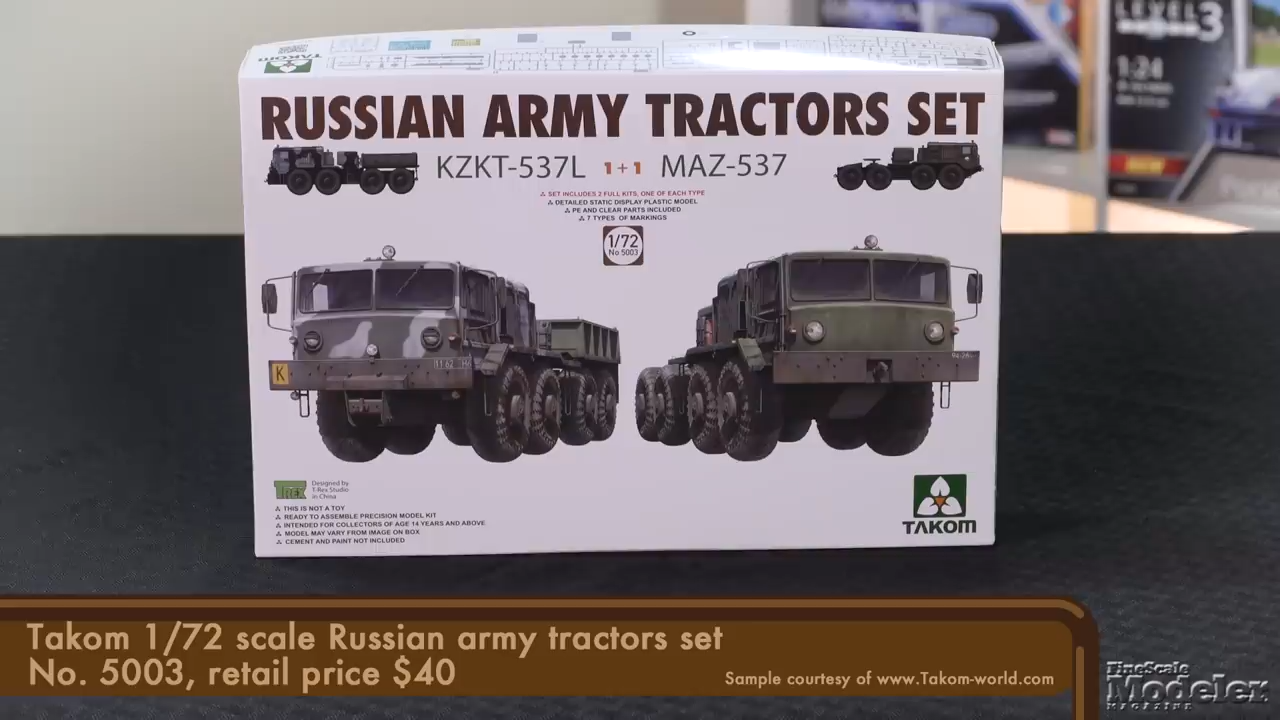 TAKOM
LEVEL 3
1:24
RUSSIAN ARMY TRACTORS SET
KZKT-537L 1+1 MAZ-537
SET INCLUDES 2 FULL KITS, ONE OF EACH TYPE
DETAILED STATIC DISPLAY PLASTIC MODEL
PE AND CLEAR PARTS INCLUDED
7 TYPES OF MARKINGS
1/72
No 5003
K
T-REX
Designed by
T-Rex Studio
in China
THIS IS NOT A TOY
READY TO ASSEMBLE PRECISION MODEL KIT
INTENDED FOR COLLECTORS OF AGE 14 YEARS AND ABOVE
MODEL MAY VARY FROM IMAGE ON BOX
CEMENT AND PAINT NOT INCLUDED
TAKOM
Takom 1/72 scale Russian army tractors set
No. 5003, retail price $40
Sample courtesy of www.Takom-world.com
FineScale
Modeler
MAGAZINE